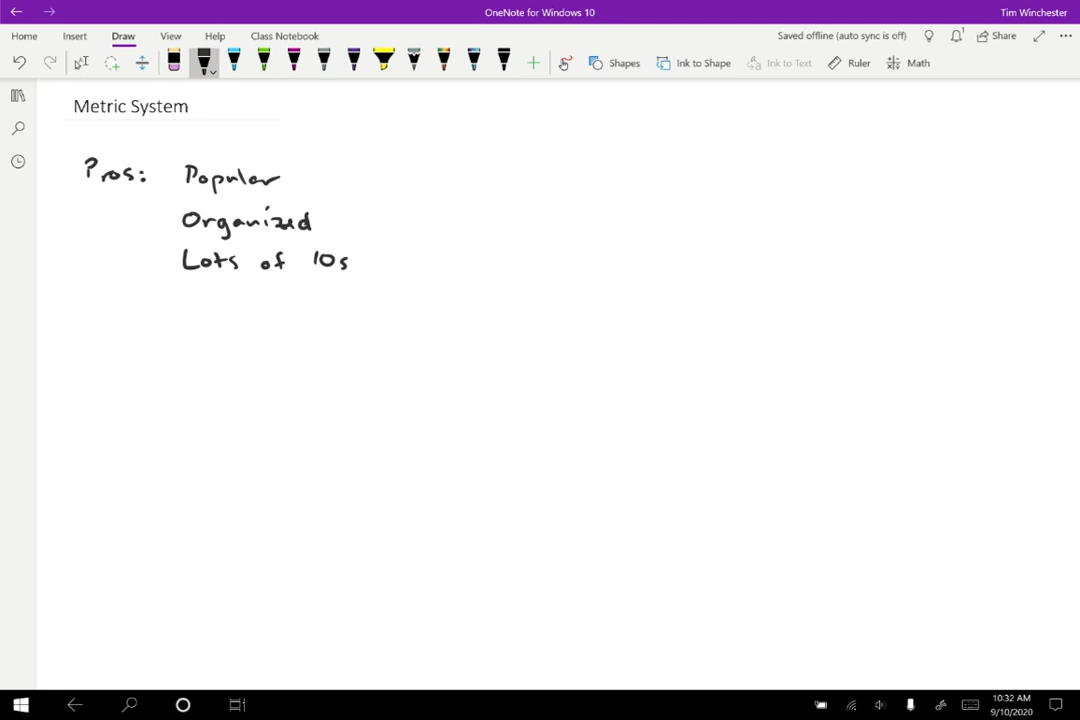 OneNote for Windows 10
Tim Winchester
Home Insert Draw View Help Class Notebook
Saved offline (auto sync is off) Share
Shapes Ink to Shape Ink to Text Ruler Math
Metric System
Pros: Popular
Organized
Lots of 10s
10:32 AM
9/10/2020